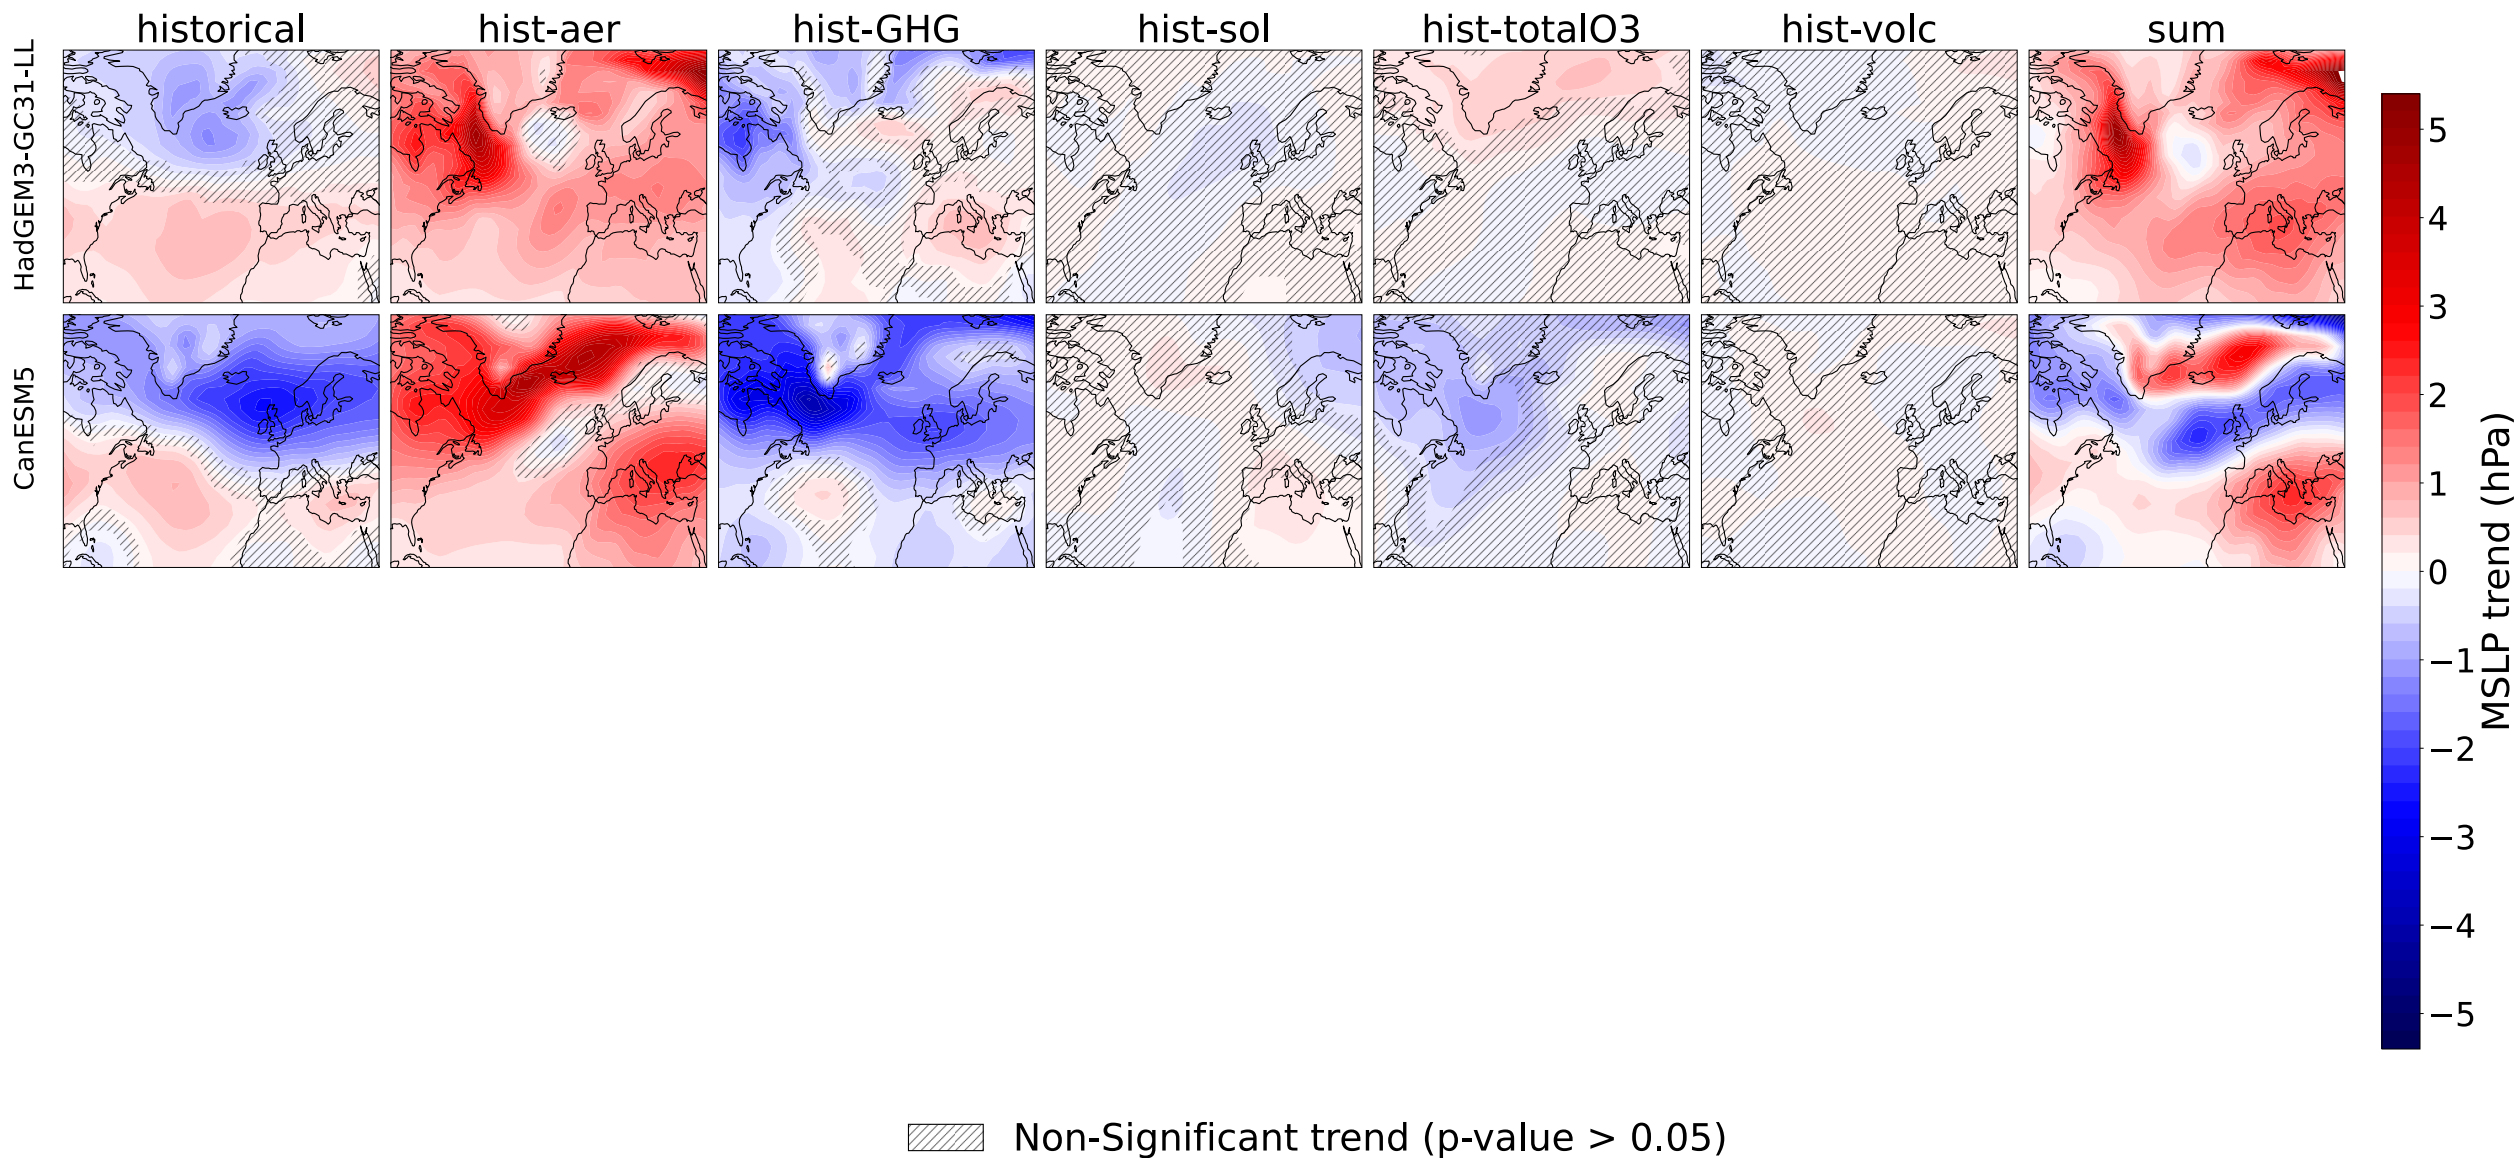 historical hist-aer hist-GHG hist-sol hist-totalO3 hist-volc sum
HadGEM3-GC31-LL
CanESM5
5
4
3
2
1
0
−1
−2
−3
−4
−5
MSLP trend (hPa)
Non-Significant trend (p-value > 0.05)